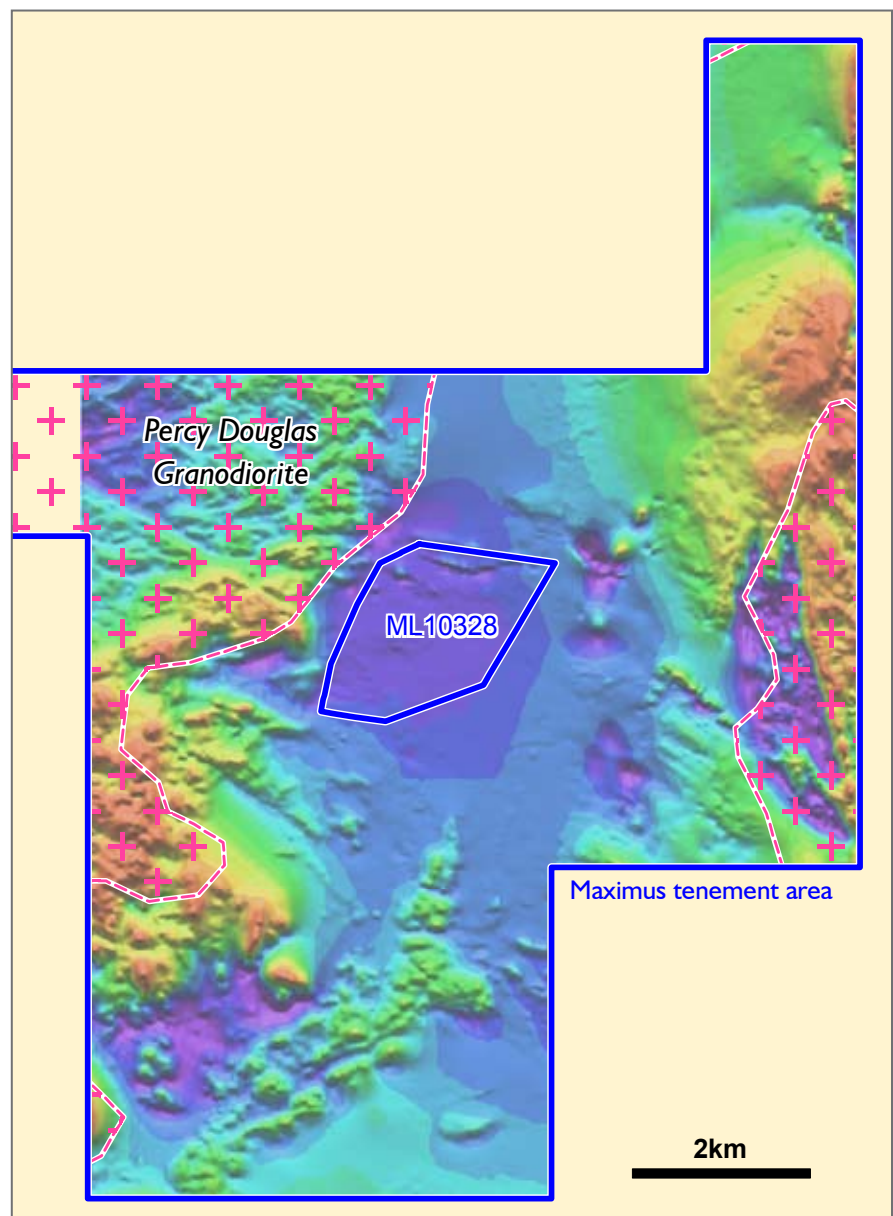 Percy Douglas
Granodiorite
ML10328
Maximus tenement area
2km